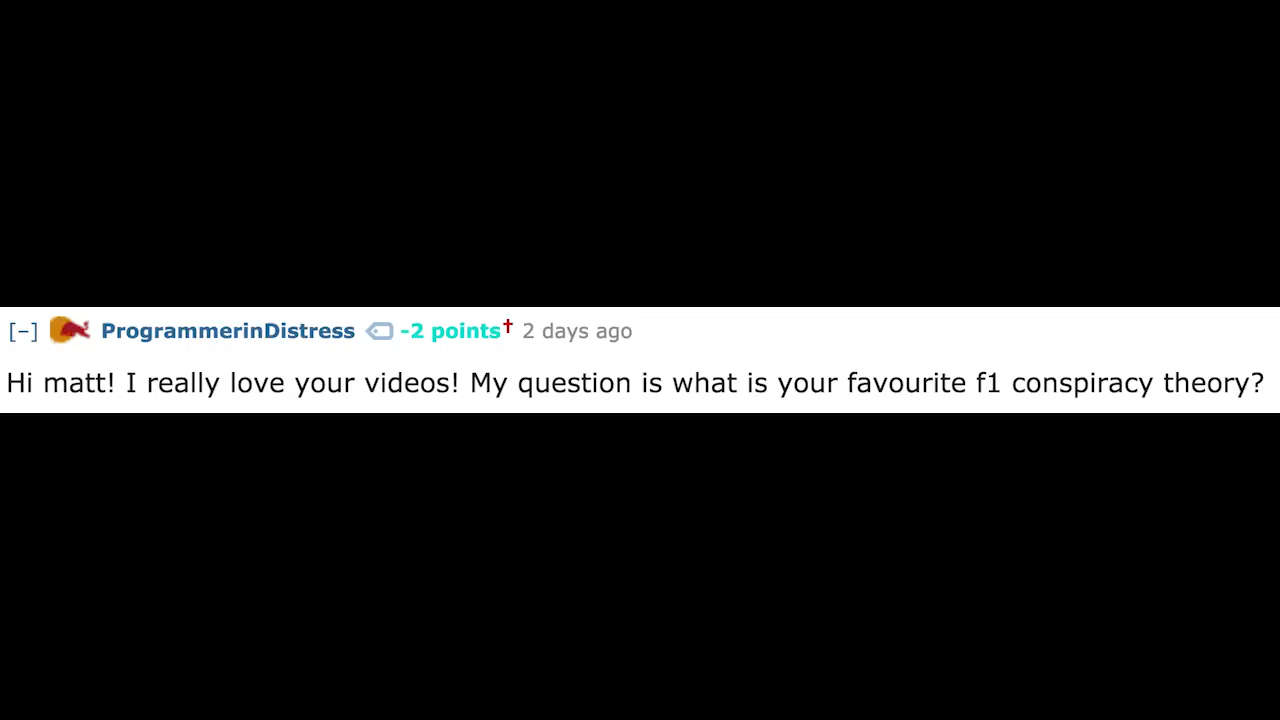 [−] ProgrammerinDistress -2 points† 2 days ago
Hi matt! I really love your videos! My question is what is your favourite f1 conspiracy theory?